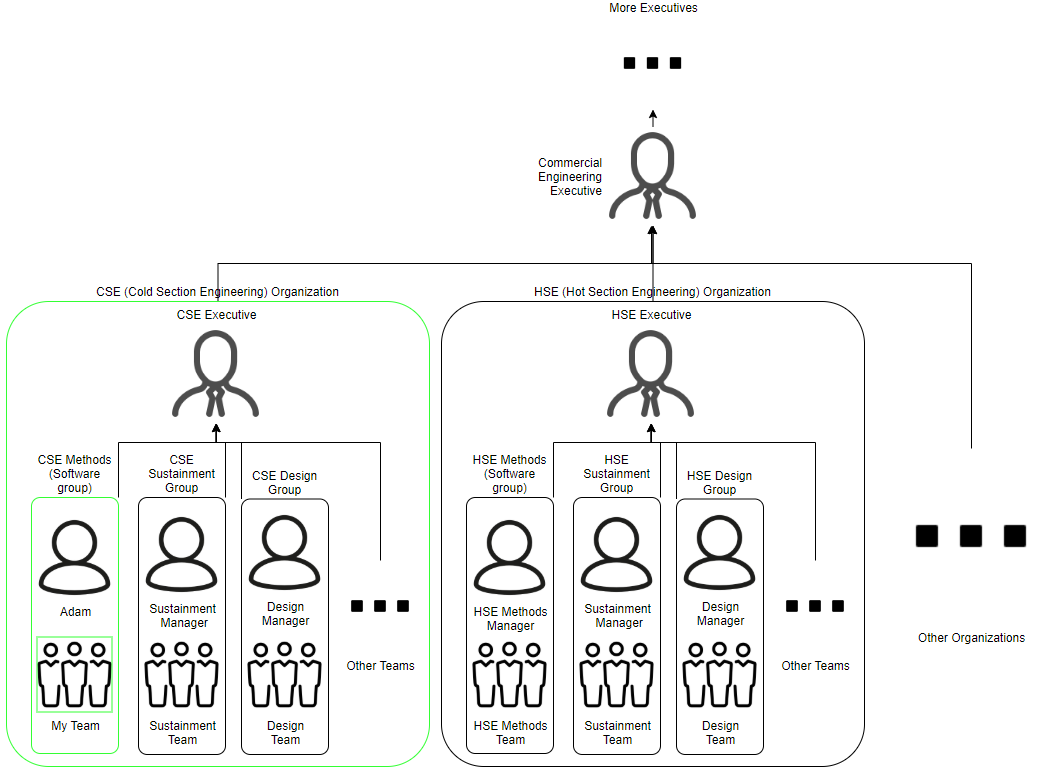 More Executives
Commercial
Engineering
Executive
CSE (Cold Section Engineering) Organization
CSE Executive
CSE Methods
(Software
group)
CSE
Sustainment
Group
CSE Design
Group
Adam
Sustainment
Manager
Design
Manager
My Team
Sustainment
Team
Design
Team
Other Teams
HSE (Hot Section Engineering) Organization
HSE Executive
HSE Methods
(Software
group)
HSE
Sustainment
Group
HSE Design
Group
HSE Methods
Manager
Sustainment
Manager
Design
Manager
HSE Methods
Team
Sustainment
Team
Design
Team
Other Teams
Other Organizations